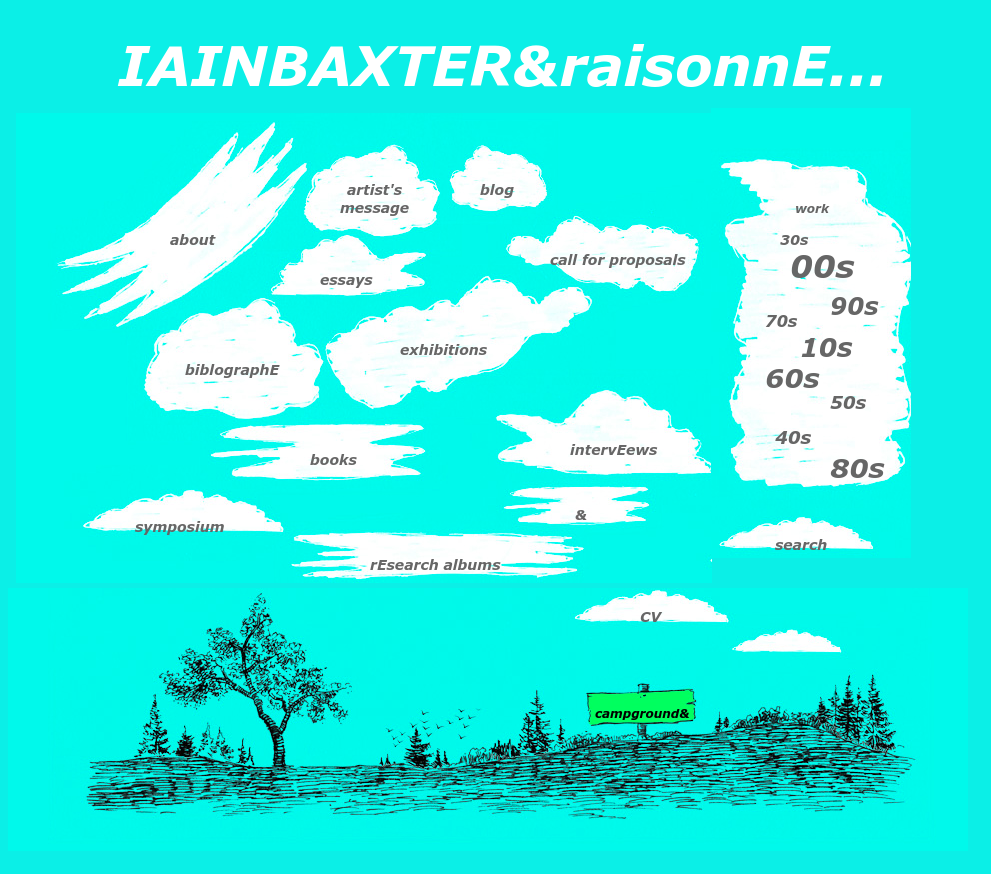 IAINBAXTER&raisonnE...
about
artist's
message
blog
essays
call for proposals
biblographE
exhibitions
books
intervEews
symposium
&
rEsearch albums
work
30s
00s
90s
70s
10s
60s
50s
40s
80s
search
CV
campground&